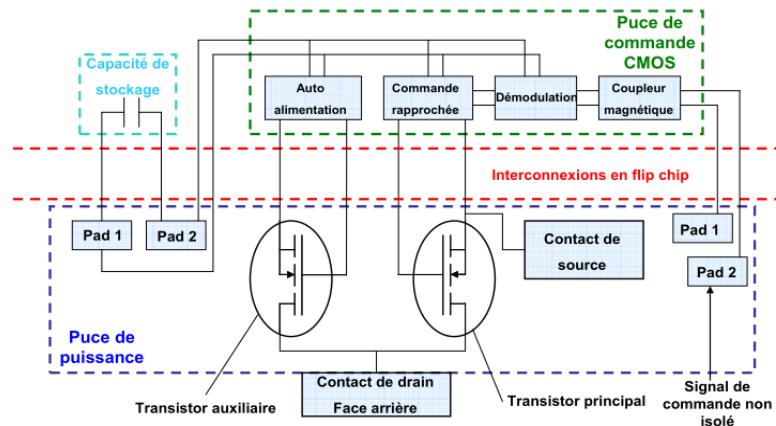 Puce de
commande
CMOS
Capacité de
stockage
Auto
alimentation
Commande
rapprochée
Démodulation
Coupleur
magnétique
Interconnexions en flip chip
Pad 1
Pad 2
Contact de
source
Pad 1
Pad 2
Puce de
puissance
Contact de drain
Face arrière
Transistor auxiliaire
Transistor principal
Signal de
commande non
isolé